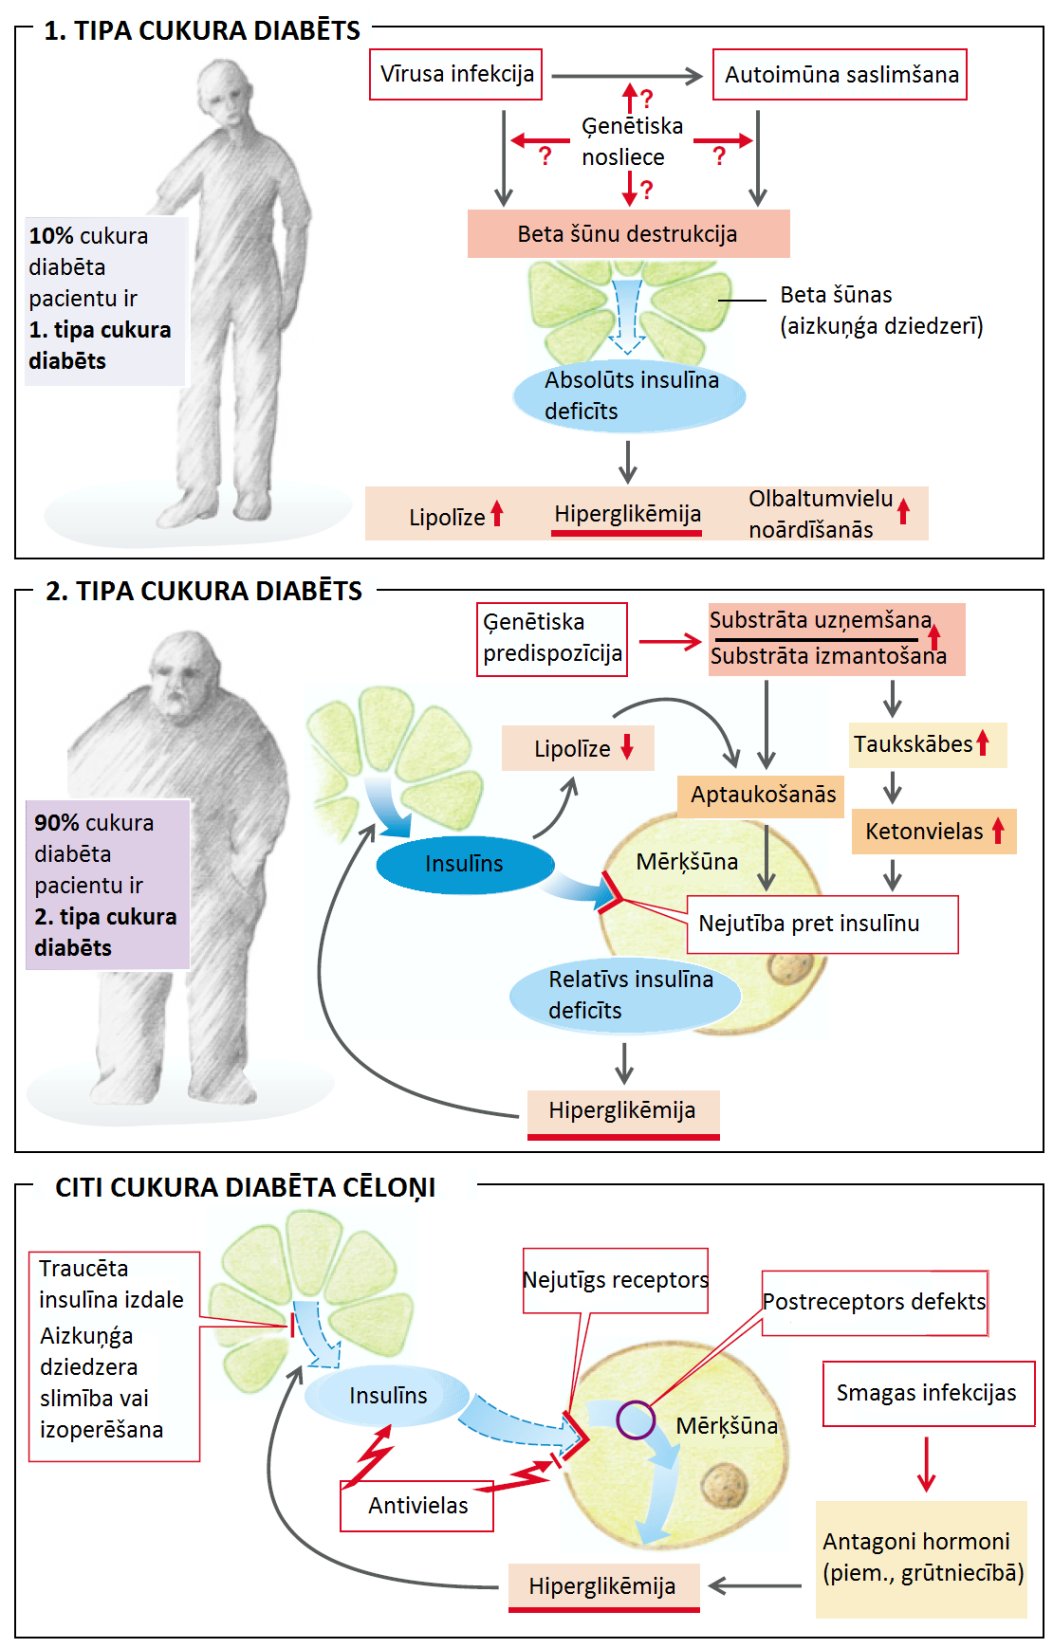 1. TIPA CUKURA DIABĒTS
Vīrusa infekcija
Autoimūna saslimšana
?
Ģenētiska
nosliece
?
?
?
10% cukura
diabēta
pacientu ir
1. tipa cukura
diabēts
Beta šūnu destrukcija
Beta šūnas
(aizkuņģa dziedzerī)
Absolūts insulīna
deficīts
Lipolīze
Hiperglikēmija
Olbaltumvielu
noārdīšanās
2. TIPA CUKURA DIABĒTS
Ģenētiska
predispozīcija
Substrāta uzņemšana
Substrāta izmantošana
Lipolīze
Taukskābes
Aptaukošanās
Ketonvielas
90% cukura
diabēta
pacientu ir
2. tipa cukura
diabēts
Insulīns
Mērķšūna
Nejutība pret insulīnu
Relatīvs insulīna
deficīts
Hiperglikēmija
CITI CUKURA DIABĒTA CĒLOŅI
Traucēta
insulīna izdale
Aizkuņģa
dziedzera
slimība vai
izoperēšana
Nejutīgs receptors
Postreceptors defekts
Insulīns
Mērķšūna
Smagas infekcijas
Antivielas
Antagoni hormoni
(piem., grūtniecībā)
Hiperglikēmija